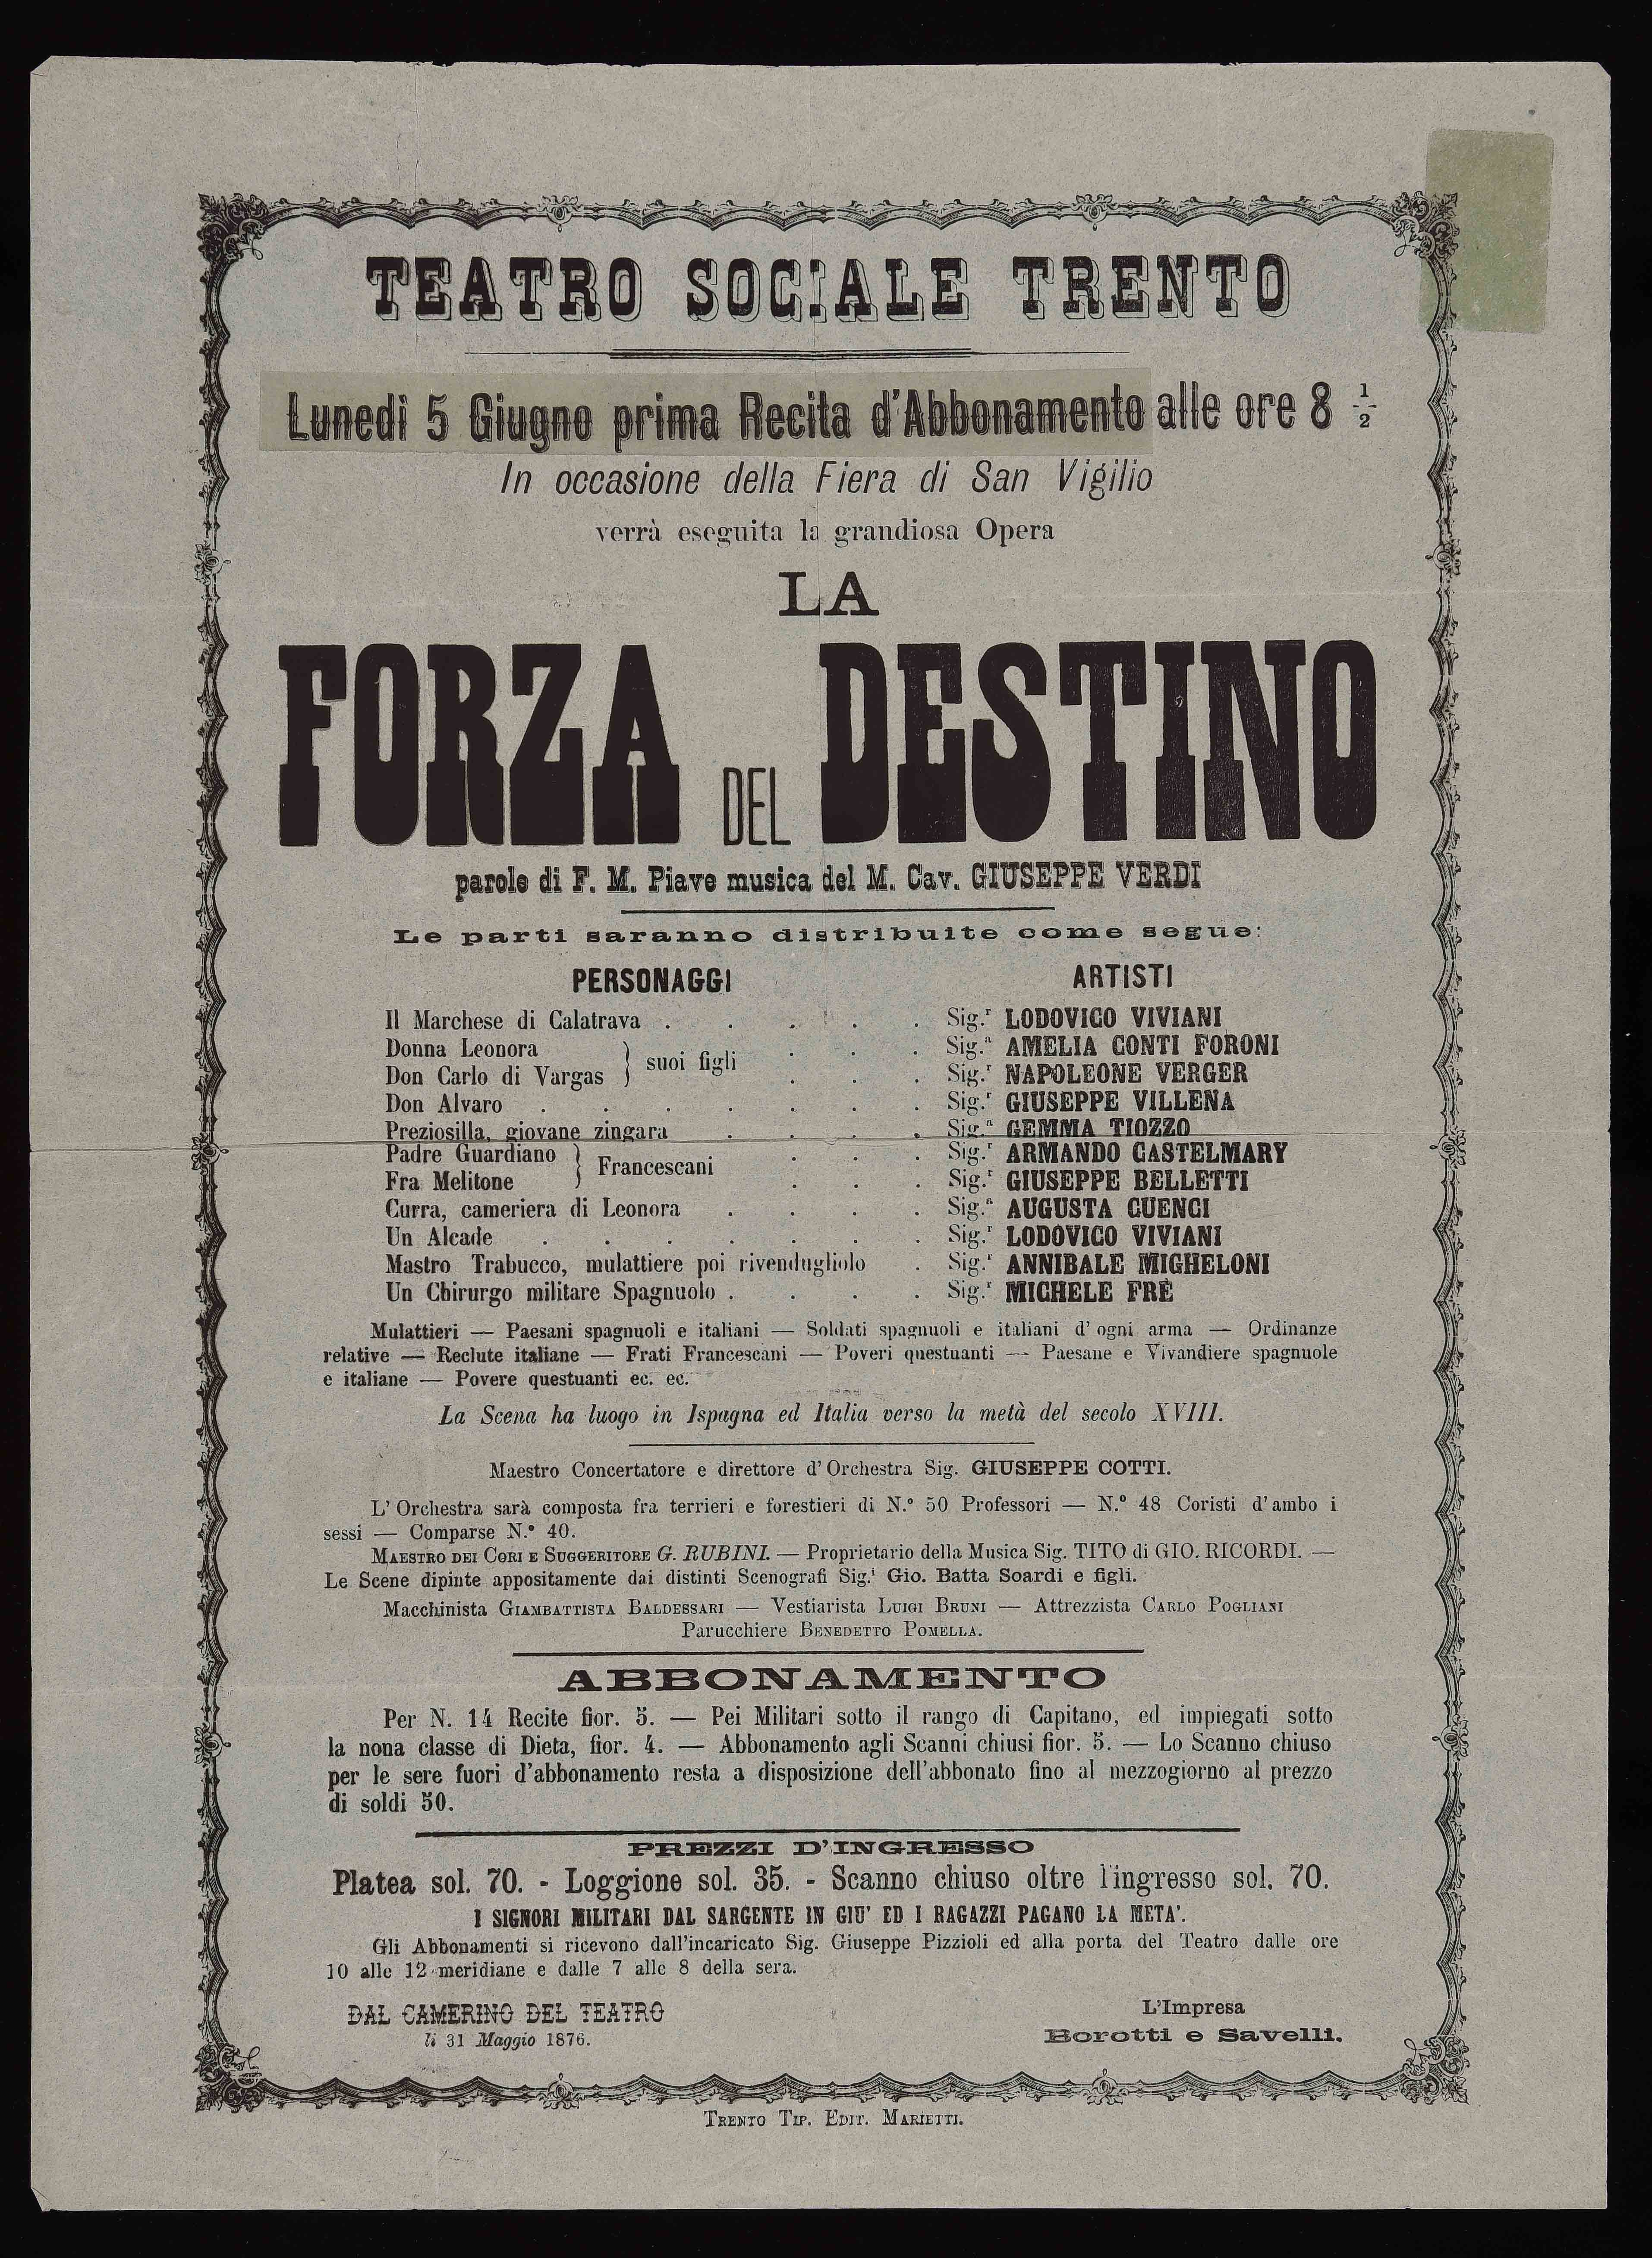 TEATRO SOCIALE TRENTO
Lunedì 5 Giugno prima Recita d'Abbonamento alle ore 8 1/2
In occasione della Fiera di San Vigilio
verrà eseguita la grandiosa Opera
LA
FORZA DEL DESTINO
parole di F. M. Piave musica del M. Cav. GIUSEPPE VERDI
Le parti saranno distribuite come segue:
PERSONAGGI ARTISTI
Il Marchese di Calatrava . . . . . Sig.r LODOVICO VIVIANI
Donna Leonora } suoi figli . . . Sig.a AMELIA CONTI FORONI
Don Carlo di Vargas } . . . Sig.r NAPOLEONE VERGER
Don Alvaro . . . . . . . Sig.r GIUSEPPE VILLENA
Preziosilla, giovane zingara . . . . Sig.a GEMMA TIOZZO
Padre Guardiano } Francescani . . . Sig.r ARMANDO CASTELMARY
Fra Melitone } . . . Sig.r GIUSEPPE BELLETTI
Curra, cameriera di Leonora . . . . Sig.a AUGUSTA CUENCI
Un Alcade . . . . . . . Sig.r LODOVICO VIVIANI
Mastro Trabucco, mulattiere poi rivendugliolo . Sig.r ANNIBALE MIGHELONI
Un Chirurgo militare Spagnuolo . . . . Sig.r MICHELE FRÈ
Mulattieri — Paesani spagnuoli e italiani — Soldati spagnuoli e italiani d'ogni arma — Ordinanze
relative — Reclute italiane — Frati Francescani — Poveri questuanti — Paesane e Vivandiere spagnuole
e italiane — Povere questuanti ec. ec.
La Scena ha luogo in Ispagna ed Italia verso la metà del secolo XVIII.
Maestro Concertatore e direttore d'Orchestra Sig. GIUSEPPE COTTI.
L'Orchestra sarà composta fra terrieri e forestieri di N.º 50 Professori — N.º 48 Coristi d'ambo i
sessi — Comparse N.º 40.
MAESTRO DEI CORI E SUGGERITORE G. RUBINI. — Proprietario della Musica Sig. TITO di GIO. RICORDI. —
Le Scene dipinte appositamente dai distinti Scenografi Sig.i Gio. Batta Soardi e figli.
Macchinista GIAMBATTISTA BALDESSARI — Vestiarista LUIGI BRUNI — Attrezzista CARLO POGLIANI
Parucchiere BENEDETTO POMELLA.
ABBONAMENTO
Per N. 14 Recite fior. 5. — Pei Militari sotto il rango di Capitano, ed impiegati sotto
la nona classe di Dieta, fior. 4. — Abbonamento agli Scanni chiusi fior. 5. — Lo Scanno chiuso
per le sere fuori d'abbonamento resta a disposizione dell'abbonato fino al mezzogiorno al prezzo
di soldi 50.
PREZZI D'INGRESSO
Platea sol. 70. - Loggione sol. 35. - Scanno chiuso oltre l'ingresso sol. 70.
I SIGNORI MILITARI DAL SARGENTE IN GIU' ED I RAGAZZI PAGANO LA META'.
Gli Abbonamenti si ricevono dall'incaricato Sig. Giuseppe Pizzioli ed alla porta del Teatro dalle ore
10 alle 12 meridiane e dalle 7 alle 8 della sera.
DAL CAMERINO DEL TEATRO
li 31 Maggio 1876.
L'Impresa
Borotti e Savelli.
TRENTO TIP. EDIT. MARIETTI.